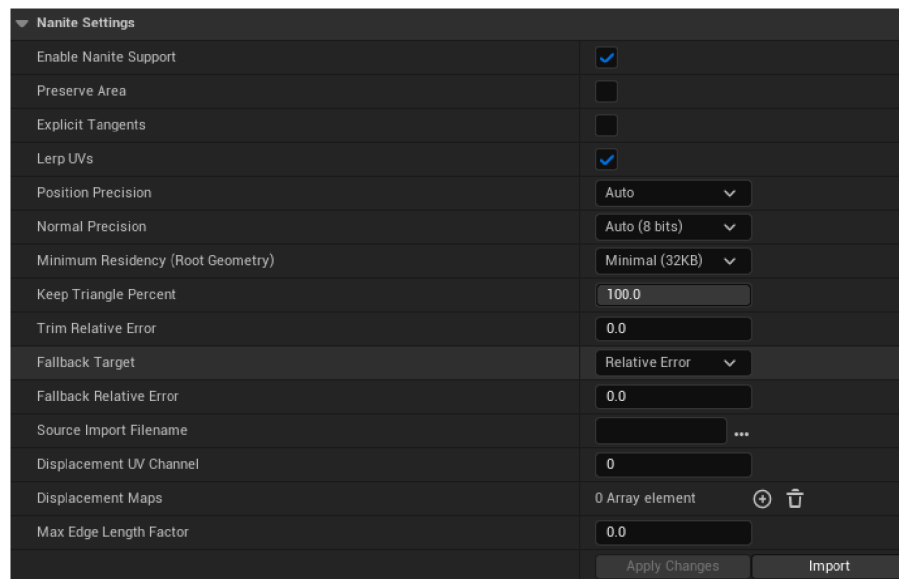 Nanite Settings
Enable Nanite Support
Preserve Area
Explicit Tangents
Lerp UVs
Position Precision Auto
Normal Precision Auto (8 bits)
Minimum Residency (Root Geometry) Minimal (32KB)
Keep Triangle Percent 100.0
Trim Relative Error 0.0
Fallback Target Relative Error
Fallback Relative Error 0.0
Source Import Filename ...
Displacement UV Channel 0
Displacement Maps 0 Array element
Max Edge Length Factor 0.0
Apply Changes Import